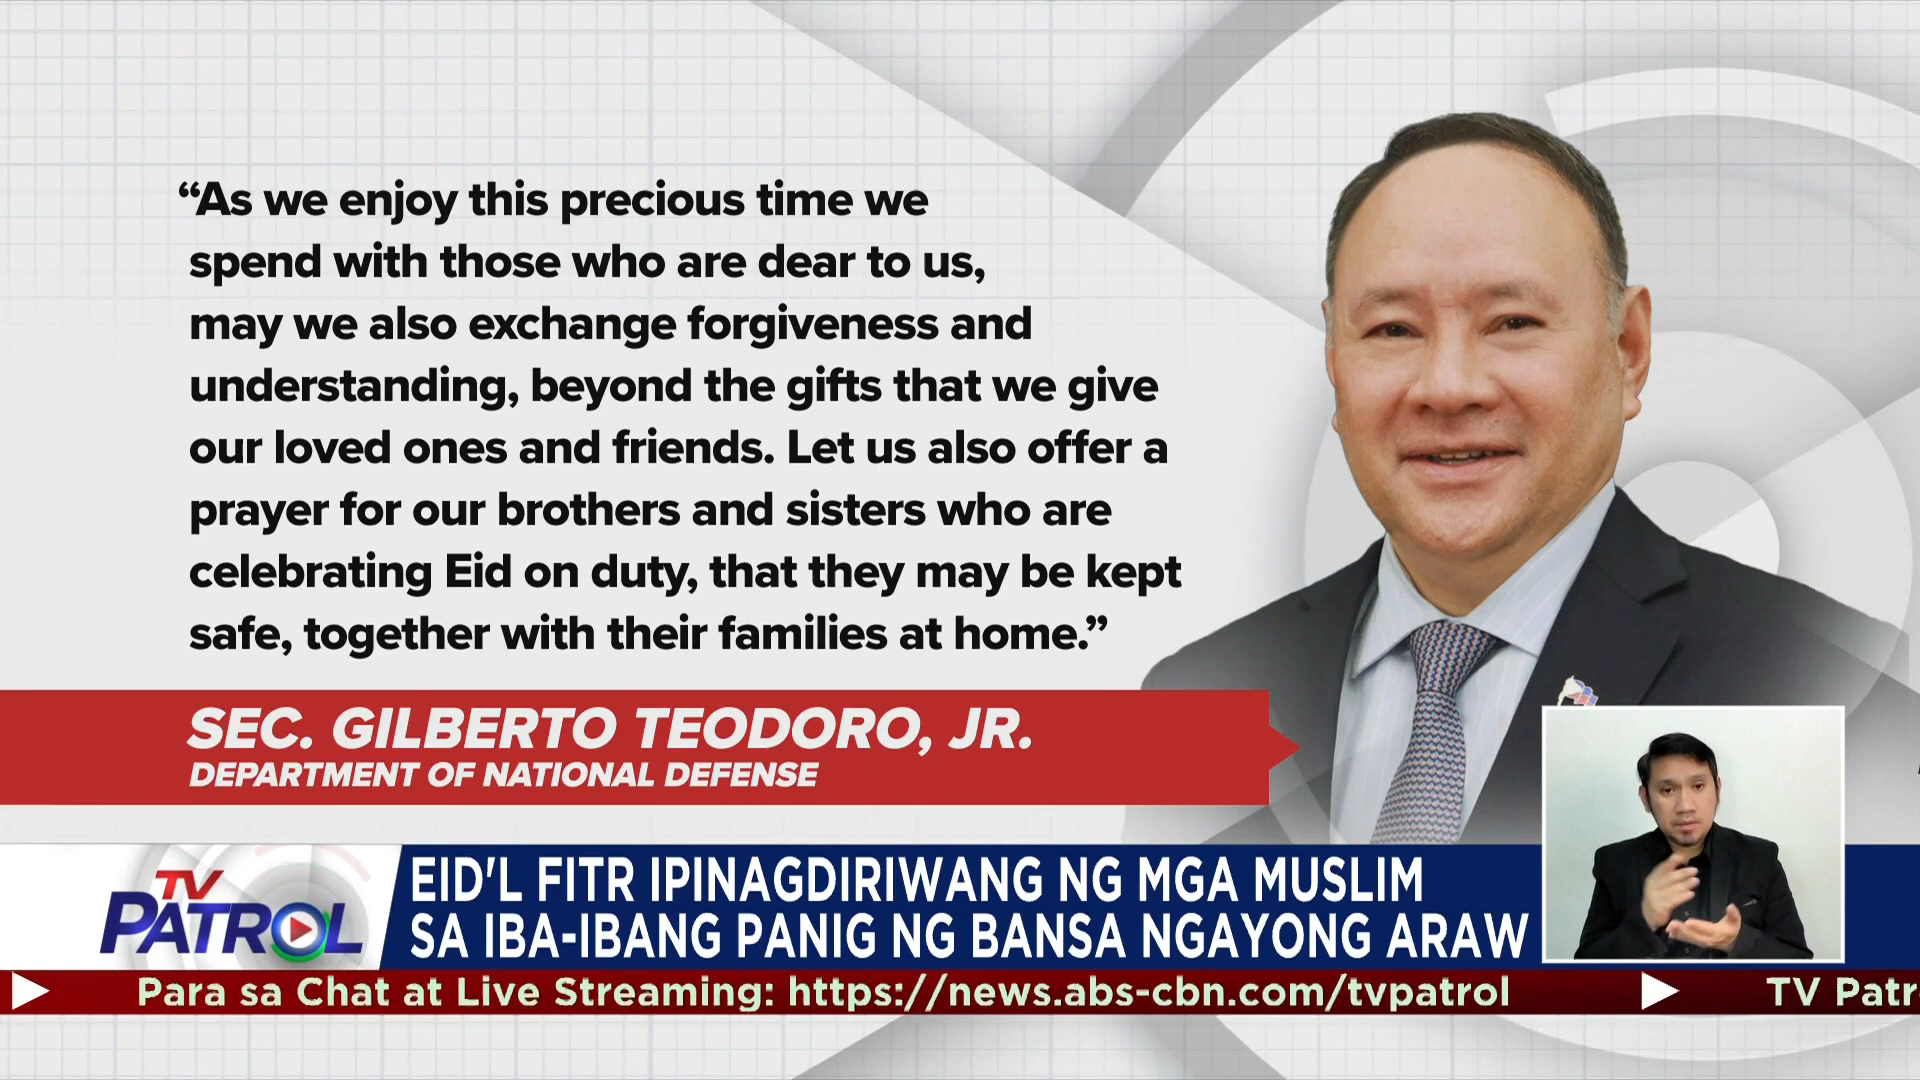 “As we enjoy this precious time we
spend with those who are dear to us,
may we also exchange forgiveness and
understanding, beyond the gifts that we give
our loved ones and friends. Let us also offer a
prayer for our brothers and sisters who are
celebrating Eid on duty, that they may be kept
safe, together with their families at home.”
SEC. GILBERTO TEODORO, JR.
DEPARTMENT OF NATIONAL DEFENSE
TV
PATROL
EID'L FITR IPINAGDIRIWANG NG MGA MUSLIM
SA IBA-IBANG PANIG NG BANSA NGAYONG ARAW
Para sa Chat at Live Streaming: https://news.abs-cbn.com/tvpatrol
TV Patr